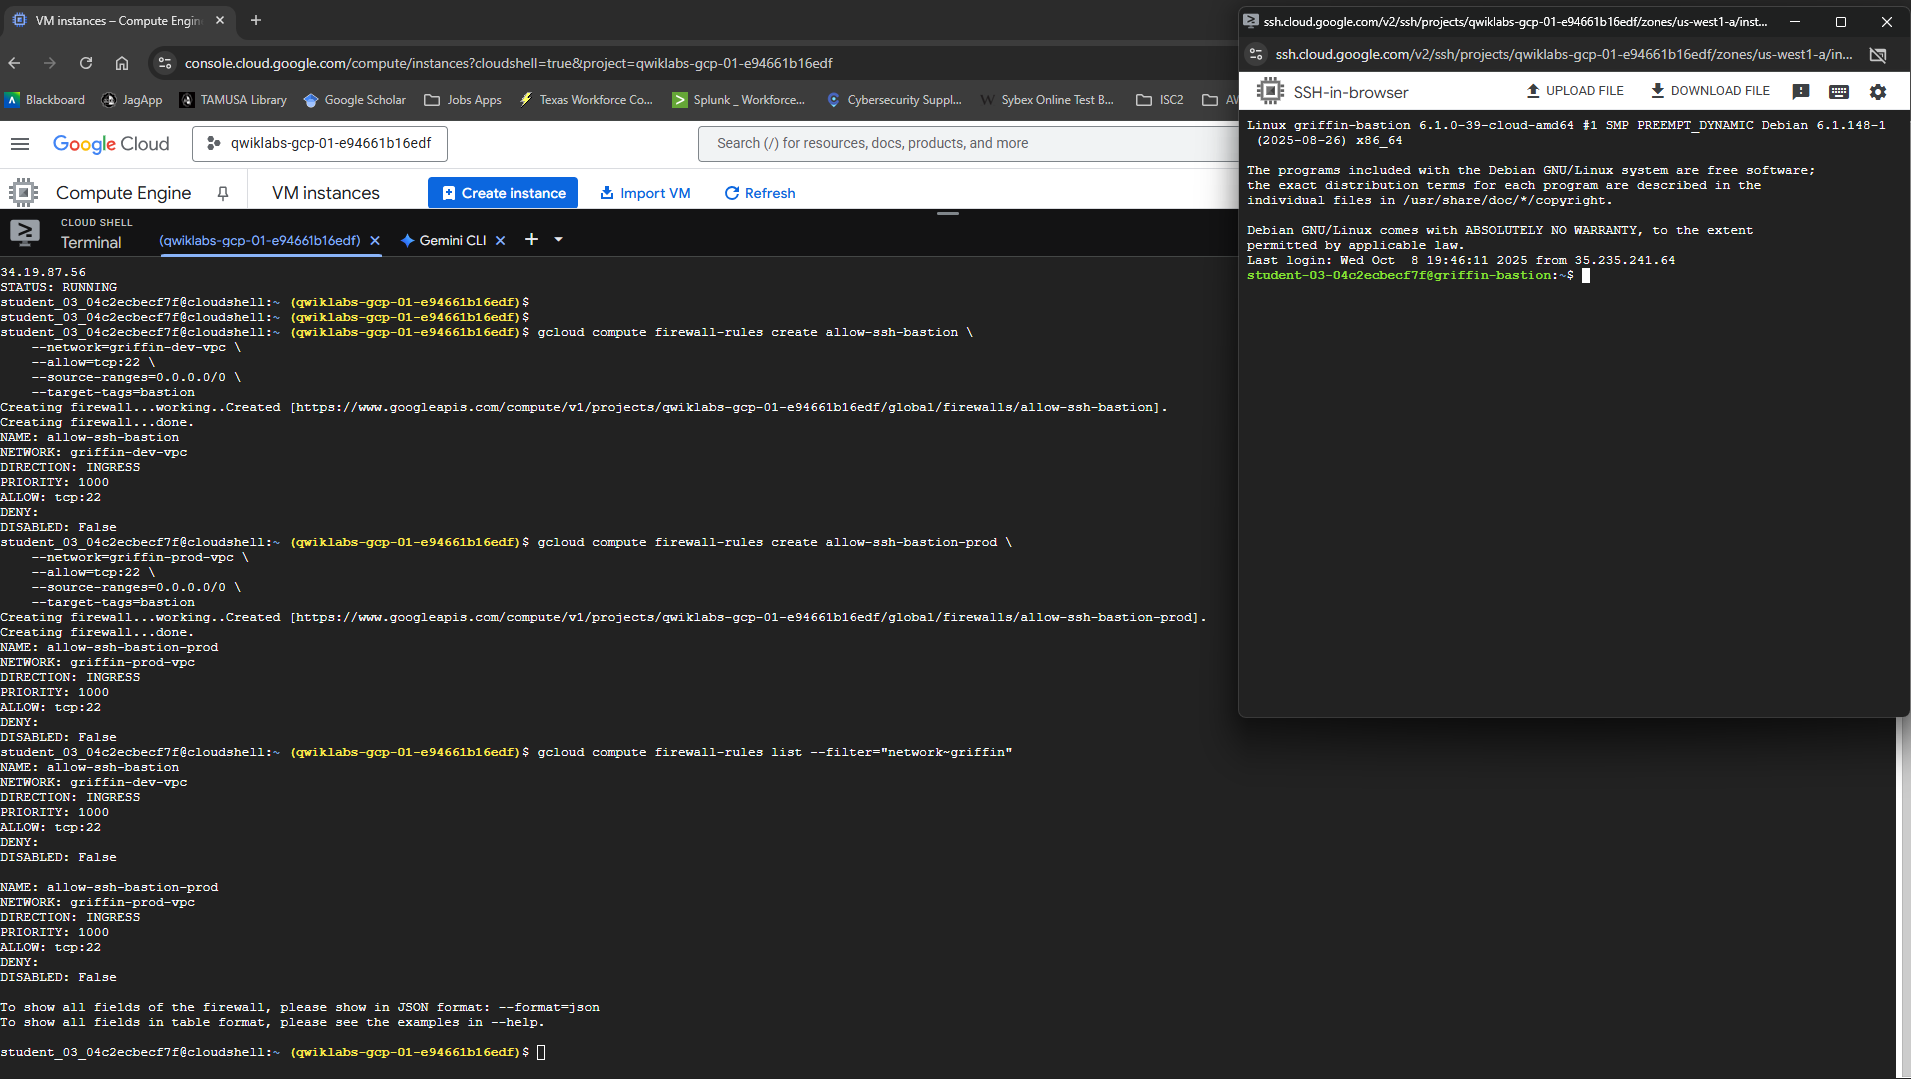 VM instances – Compute Engin
console.cloud.google.com/compute/instances?cloudshell=true&project=qwiklabs-gcp-01-e94661b16edf
Blackboard
JagApp
TAMUSA Library
Google Scholar
Jobs Apps
Texas Workforce Co...
Splunk _ Workforce...
Cybersecurity Suppl...
Sybex Online Test B...
ISC2
Google Cloud
qwiklabs-gcp-01-e94661b16edf
Search (/) for resources, docs, products, and more
Compute Engine
VM instances
Create instance
Import VM
Refresh
CLOUD SHELL
Terminal
(qwiklabs-gcp-01-e94661b16edf)
Gemini CLI
34.19.87.56
STATUS: RUNNING
student_03_04c2ecbecf7f@cloudshell:~ (qwiklabs-gcp-01-e94661b16edf)$
student_03_04c2ecbecf7f@cloudshell:~ (qwiklabs-gcp-01-e94661b16edf)$
student_03_04c2ecbecf7f@cloudshell:~ (qwiklabs-gcp-01-e94661b16edf)$ gcloud compute firewall-rules create allow-ssh-bastion \
--network=griffin-dev-vpc \
--allow=tcp:22 \
--source-ranges=0.0.0.0/0 \
--target-tags=bastion
Creating firewall...working..Created [https://www.googleapis.com/compute/v1/projects/qwiklabs-gcp-01-e94661b16edf/global/firewalls/allow-ssh-bastion].
Creating firewall...done.
NAME: allow-ssh-bastion
NETWORK: griffin-dev-vpc
DIRECTION: INGRESS
PRIORITY: 1000
ALLOW: tcp:22
DENY:
DISABLED: False
student_03_04c2ecbecf7f@cloudshell:~ (qwiklabs-gcp-01-e94661b16edf)$ gcloud compute firewall-rules create allow-ssh-bastion-prod \
--network=griffin-prod-vpc \
--allow=tcp:22 \
--source-ranges=0.0.0.0/0 \
--target-tags=bastion
Creating firewall...working..Created [https://www.googleapis.com/compute/v1/projects/qwiklabs-gcp-01-e94661b16edf/global/firewalls/allow-ssh-bastion-prod].
Creating firewall...done.
NAME: allow-ssh-bastion-prod
NETWORK: griffin-prod-vpc
DIRECTION: INGRESS
PRIORITY: 1000
ALLOW: tcp:22
DENY:
DISABLED: False
student_03_04c2ecbecf7f@cloudshell:~ (qwiklabs-gcp-01-e94661b16edf)$ gcloud compute firewall-rules list --filter="network~griffin"
NAME: allow-ssh-bastion
NETWORK: griffin-dev-vpc
DIRECTION: INGRESS
PRIORITY: 1000
ALLOW: tcp:22
DENY:
DISABLED: False
NAME: allow-ssh-bastion-prod
NETWORK: griffin-prod-vpc
DIRECTION: INGRESS
PRIORITY: 1000
ALLOW: tcp:22
DENY:
DISABLED: False
To show all fields of the firewall, please show in JSON format: --format=json
To show all fields in table format, please see the examples in --help.
student_03_04c2ecbecf7f@cloudshell:~ (qwiklabs-gcp-01-e94661b16edf)$
ssh.cloud.google.com/v2/ssh/projects/qwiklabs-gcp-01-e94661b16edf/zones/us-west1-a/inst...
ssh.cloud.google.com/v2/ssh/projects/qwiklabs-gcp-01-e94661b16edf/zones/us-west1-a/in...
SSH-in-browser
UPLOAD FILE
DOWNLOAD FILE
Linux griffin-bastion 6.1.0-39-cloud-amd64 #1 SMP PREEMPT_DYNAMIC Debian 6.1.148-1
(2025-08-26) x86_64
The programs included with the Debian GNU/Linux system are free software;
the exact distribution terms for each program are described in the
individual files in /usr/share/doc/*/copyright.
Debian GNU/Linux comes with ABSOLUTELY NO WARRANTY, to the extent
permitted by applicable law.
Last login: Wed Oct  8 19:46:11 2025 from 35.235.241.64
student-03-04c2ecbecf7f@griffin-bastion:~$